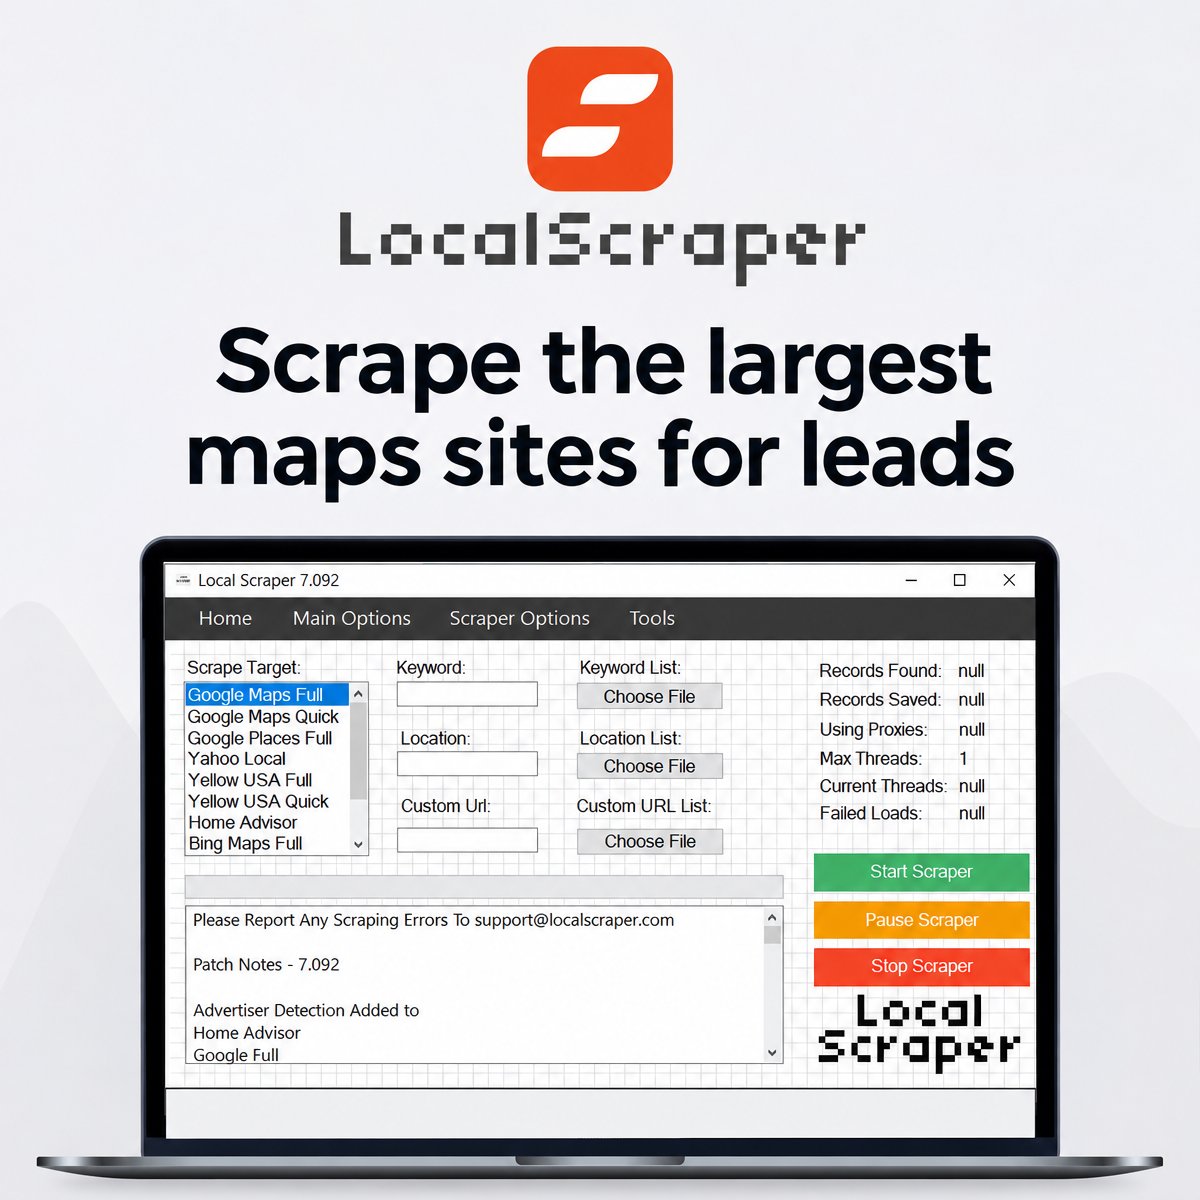 LocalScraper
Scrape the largest
maps sites for leads
Local Scraper 7.092
Home Main Options Scraper Options Tools
Scrape Target:
Google Maps Full
Google Maps Quick
Google Places Full
Yahoo Local
Yellow USA Full
Yellow USA Quick
Home Advisor
Bing Maps Full
Keyword:
Location:
Custom Url:
Keyword List:
Choose File
Location List:
Choose File
Custom URL List:
Choose File
Records Found: null
Records Saved: null
Using Proxies: null
Max Threads: 1
Current Threads: null
Failed Loads: null
Start Scraper
Pause Scraper
Stop Scraper
Local
Scraper
Please Report Any Scraping Errors To support@localscraper.com
Patch Notes - 7.092
Advertiser Detection Added to
Home Advisor
Google Full